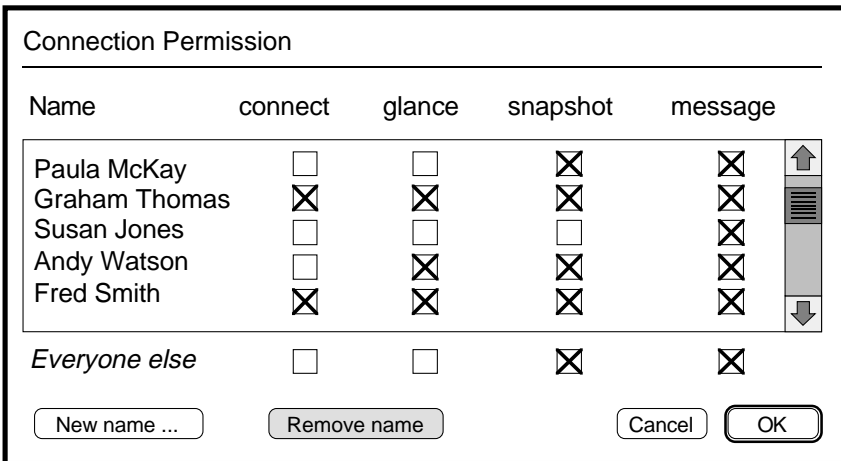 Connection Permission
Name connect glance snapshot message
Paula McKay
Graham Thomas
Susan Jones
Andy Watson
Fred Smith
Everyone else
New name ... Remove name Cancel OK